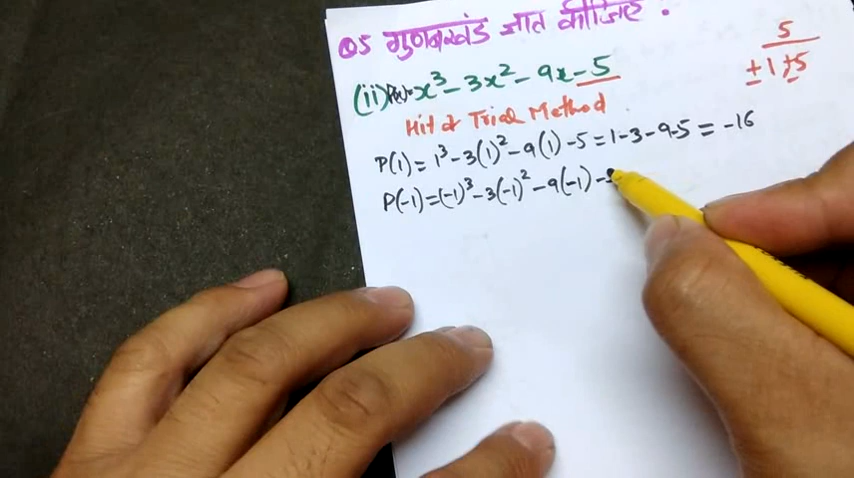 Q5 गुणनखंड ज्ञात कीजिए :
(ii) P(x)= x³ - 3x² - 9x - 5
5
±1, ±5
Hit & Trial Method
P(1) = 1³ - 3(1)² - 9(1) - 5 = 1 - 3 - 9 - 5 = -16
P(-1) = (-1)³ - 3(-1)² - 9(-1) -